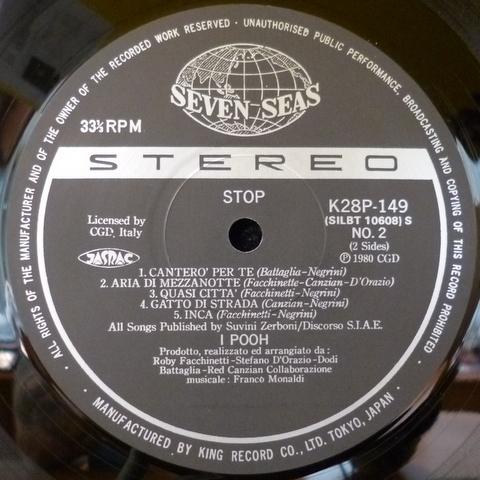 ALL RIGHTS OF THE MANUFACTURER AND OF THE OWNER OF THE RECORDED WORK RESERVED · UNAUTHORISED PUBLIC PERFORMANCE, BROADCASTING AND COPYING OF THIS RECORD PROHIBITED ·
SEVEN SEAS
33⅓ RPM
STEREO
STOP
Licensed by
CGD, Italy
K28P-149
(SILBT 10608) S
NO. 2
(2 Sides)
℗ 1980 CGD
JASRAC
1. CANTERO' PER TE (Battaglia-Negrini)
2. ARIA DI MEZZANOTTE (Facchinette-Canzian-D'Orazio)
3. QUASI CITTA' (Facchinetti-Negrini)
4. GATTO DI STRADA (Canzian-Negrini)
5. INCA (Facchinetti-Negrini)
All Songs Published by Suvini Zerboni/Discorso S.I.A.E.
I POOH
Prodotto, realizzato ed arrangiato da :
Roby Facchinetti-Stefano D'Orazio-Dodi
Battaglia-Red Canzian Collaborazione
musicale : Franco Monaldi
MANUFACTURED BY KING RECORD CO., LTD. TOKYO, JAPAN ·